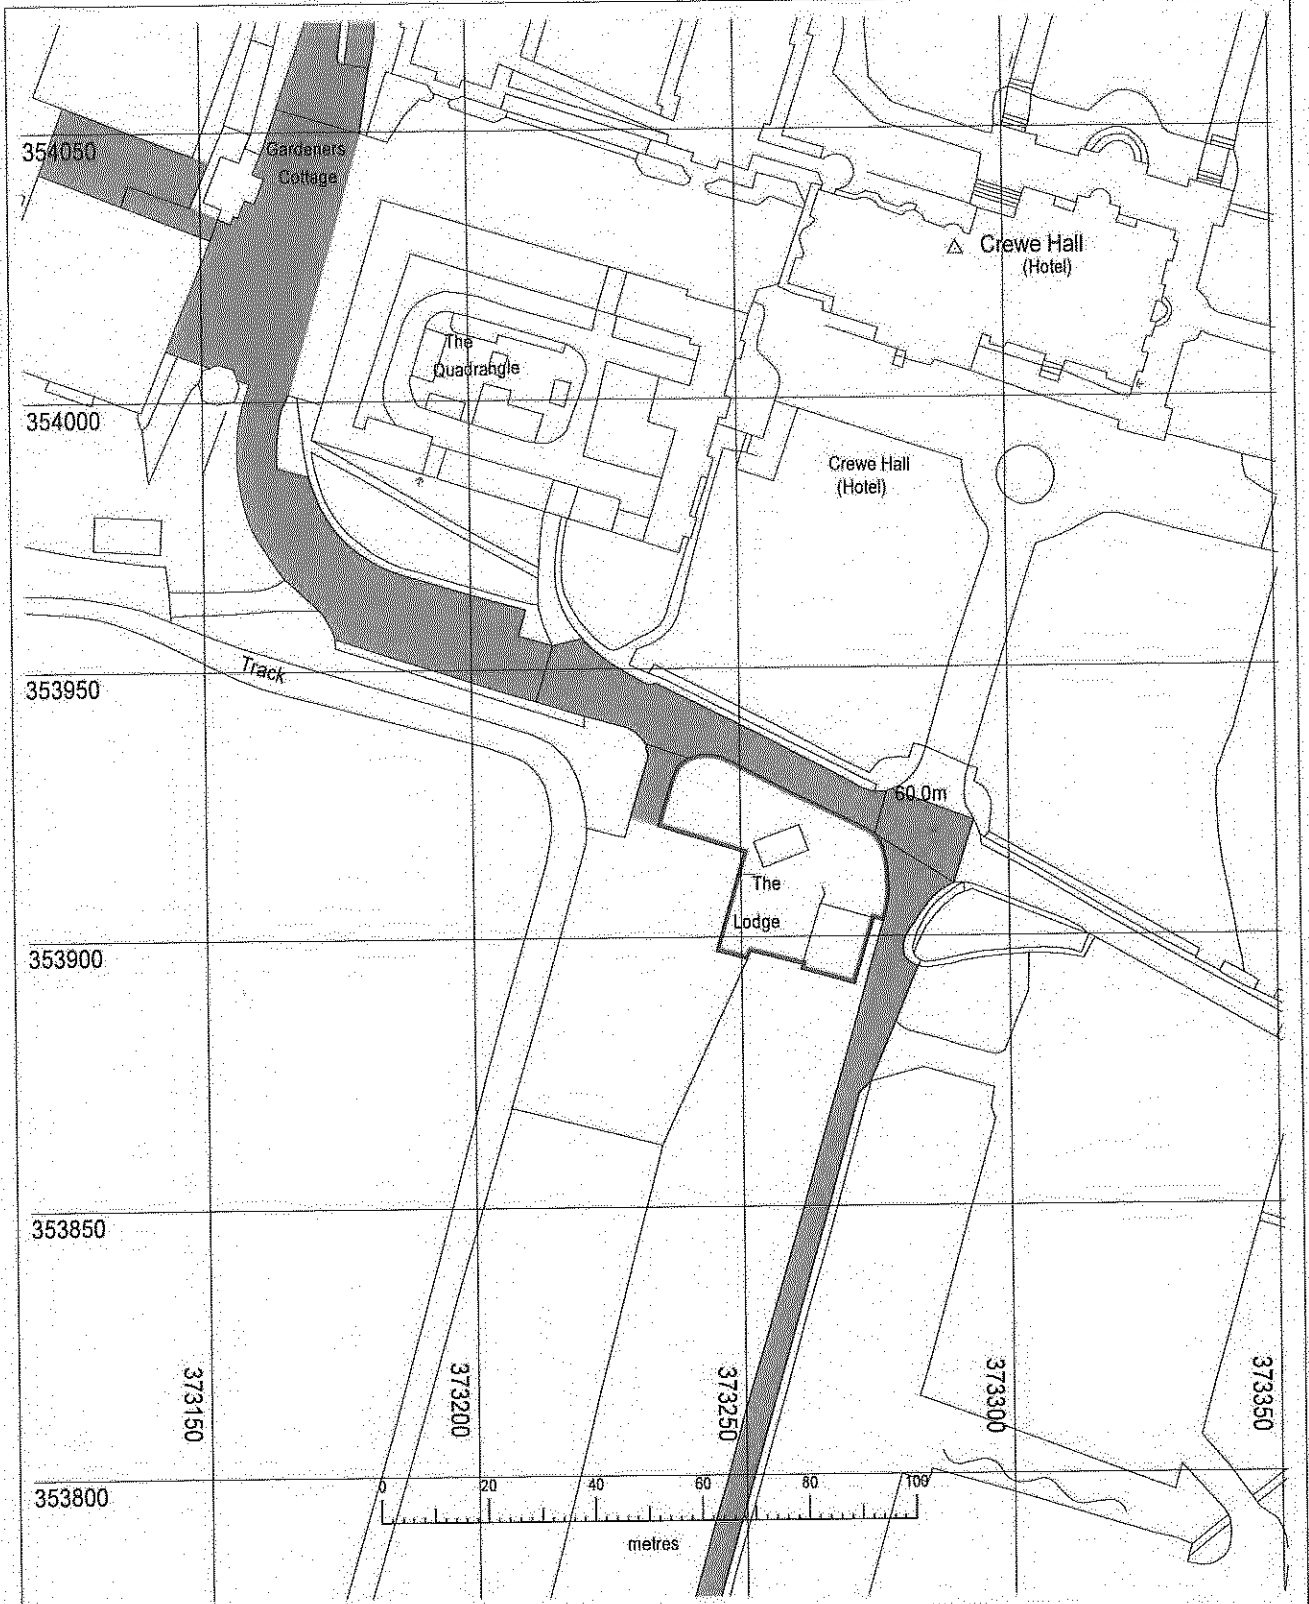 354050
Gardeners
Cottage
Crewe Hall
(Hotel)
The
Quadrangle
354000
Crewe Hall
(Hotel)
Track
353950
60.0m
The
Lodge
353900
353850
373150
373200
373250
373300
373350
353800
0 20 40 60 80 100
metres